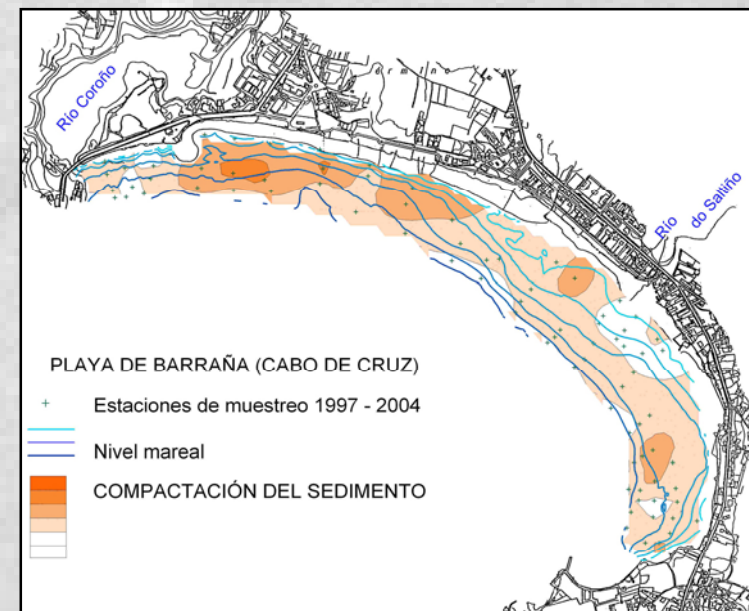 Río Coroño
Río
do Saltiño
PLAYA DE BARRAÑA (CABO DE CRUZ)
Estaciones de muestreo 1997 - 2004
Nivel mareal
COMPACTACIÓN DEL SEDIMENTO